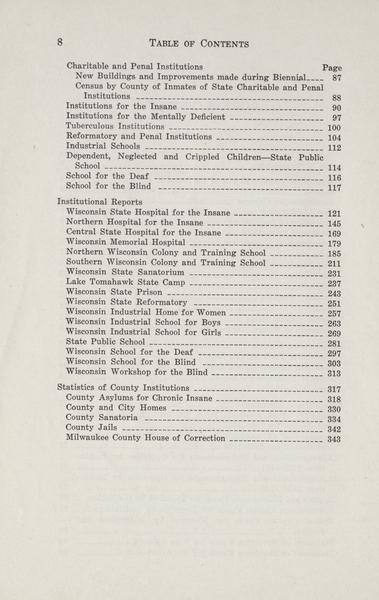 8 TABLE OF CONTENTS
Charitable and Penal Institutions Page
New Buildings and Improvements made during Biennial---- 87
Census by County of Inmates of State Charitable and Penal
Institutions ---- 88
Institutions for the Insane ---- 90
Institutions for the Mentally Deficient ---- 97
Tuberculous Institutions ---- 100
Reformatory and Penal Institutions ---- 104
Industrial Schools ---- 112
Dependent, Neglected and Crippled Children—State Public
School ---- 114
School for the Deaf ---- 116
School for the Blind ---- 117
Institutional Reports
Wisconsin State Hospital for the Insane ---- 121
Northern Hospital for the Insane ---- 145
Central State Hospital for the Insane ---- 169
Wisconsin Memorial Hospital ---- 179
Northern Wisconsin Colony and Training School ---- 185
Southern Wisconsin Colony and Training School ---- 211
Wisconsin State Sanatorium ---- 231
Lake Tomahawk State Camp ---- 237
Wisconsin State Prison ---- 243
Wisconsin State Reformatory ---- 251
Wisconsin Industrial Home for Women ---- 257
Wisconsin Industrial School for Boys ---- 263
Wisconsin Industrial School for Girls ---- 269
State Public School ---- 281
Wisconsin School for the Deaf ---- 297
Wisconsin School for the Blind ---- 303
Wisconsin Workshop for the Blind ---- 313
Statistics of County Institutions ---- 317
County Asylums for Chronic Insane ---- 318
County and City Homes ---- 330
County Sanatoria ---- 334
County Jails ---- 342
Milwaukee County House of Correction ---- 343